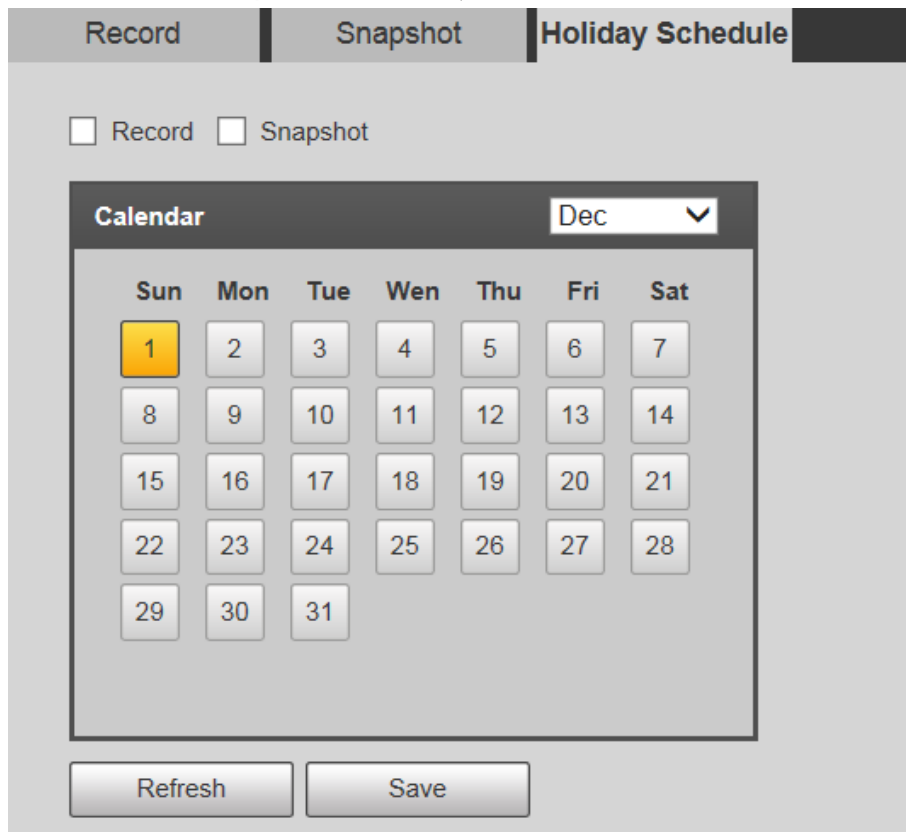 Record Snapshot Holiday Schedule
Record Snapshot
Calendar Dec
Sun Mon Tue Wen Thu Fri Sat
1 2 3 4 5 6 7
8 9 10 11 12 13 14
15 16 17 18 19 20 21
22 23 24 25 26 27 28
29 30 31
Refresh Save